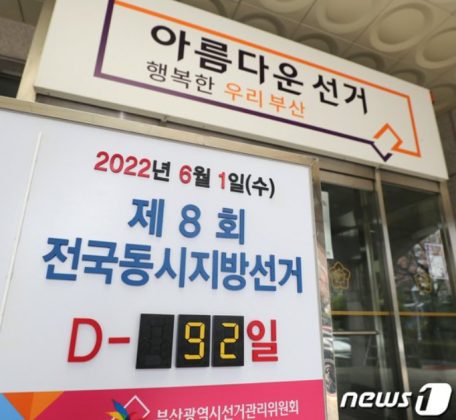 아름다운 선거
행복한 우리 부산
2022년 6월 1일(수)
제 8 회
전국동시지방선거
D-92일
부산광역시선거관리위원회
news1